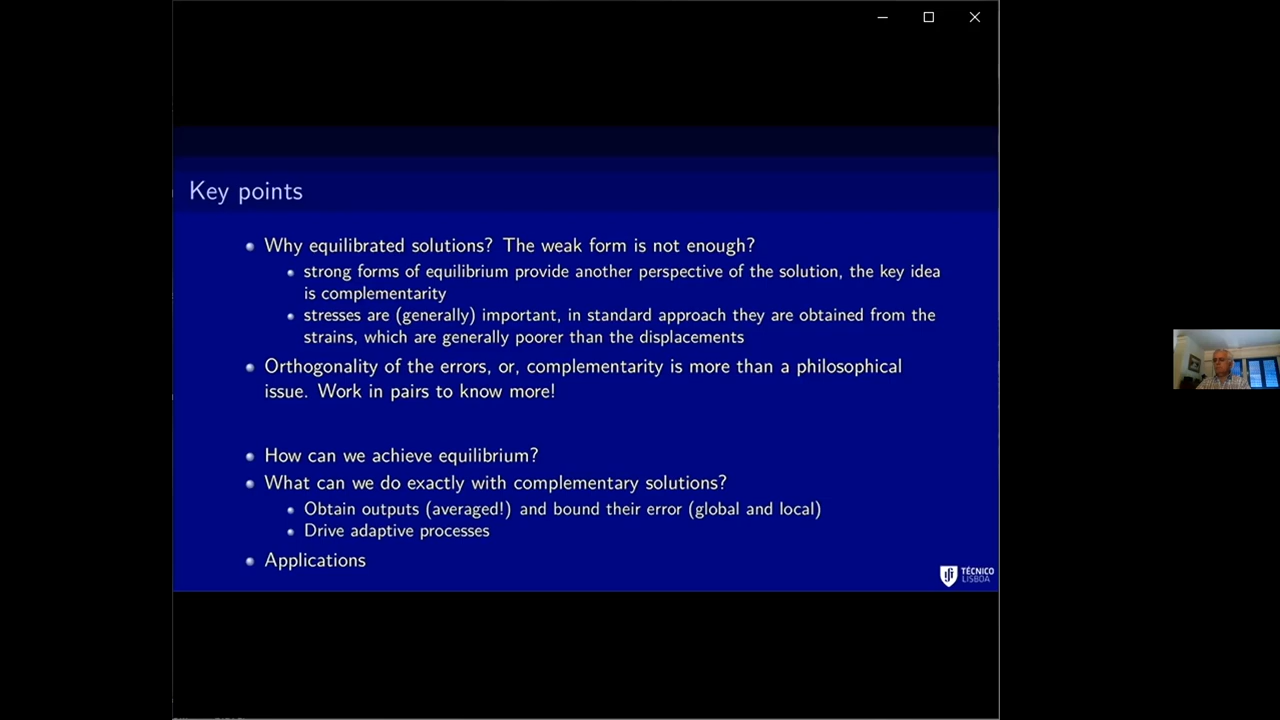 Key points
Why equilibrated solutions? The weak form is not enough?
strong forms of equilibrium provide another perspective of the solution, the key idea
is complementarity
stresses are (generally) important, in standard approach they are obtained from the
strains, which are generally poorer than the displacements
Orthogonality of the errors, or, complementarity is more than a philosophical
issue. Work in pairs to know more!
How can we achieve equilibrium?
What can we do exactly with complementary solutions?
Obtain outputs (averaged!) and bound their error (global and local)
Drive adaptive processes
Applications
TÉCNICO
LISBOA